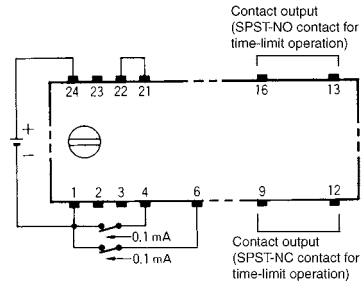 Contact output
(SPST-NO contact for
time-limit operation)
24 23 22 21 16 13
+
−
1 2 3 4 6 9 12
0.1 mA
0.1 mA
Contact output
(SPST-NC contact for
time-limit operation)